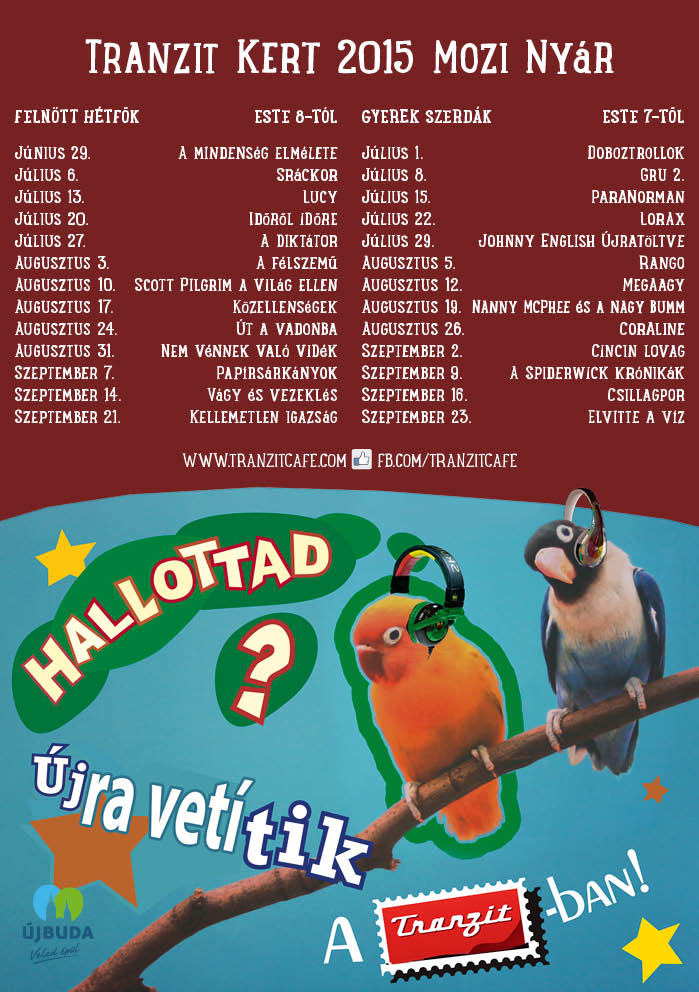 Tranzit Kert 2015 Mozi Nyár
Felnőtt Hétfők Este 8-tól
Június 29. A mindenség elmélete
Július 6. Sráckor
Július 13. Lucy
Július 20. Időről időre
Július 27. A diktátor
Augusztus 3. A félszemű
Augusztus 10. Scott Pilgrim a világ ellen
Augusztus 17. Közellenségek
Augusztus 24. Út a vadonba
Augusztus 31. Nem vénnek való vidék
Szeptember 7. Papírsárkányok
Szeptember 14. Vágy és vezeklés
Szeptember 21. Kellemetlen igazság
Gyerek Szerdák Este 7-től
Július 1. Doboztrollok
Július 8. Gru 2.
Július 15. ParANorman
Július 22. Lorax
Július 29. Johnny English Újratöltve
Augusztus 5. Rango
Augusztus 12. Megaagy
Augusztus 19. Nanny McPhee és a nagy bumm
Augusztus 26. Coraline
Szeptember 2. Cincin lovag
Szeptember 9. A Spiderwick krónikák
Szeptember 16. Csillagpor
Szeptember 23. Elvitte a víz
www.tranzitcafe.com fb.com/tranzitcafe
HALLOTTAD
?
Újra vetítik
A Tranzit-ban!
ÚJBUDA
Veled épül